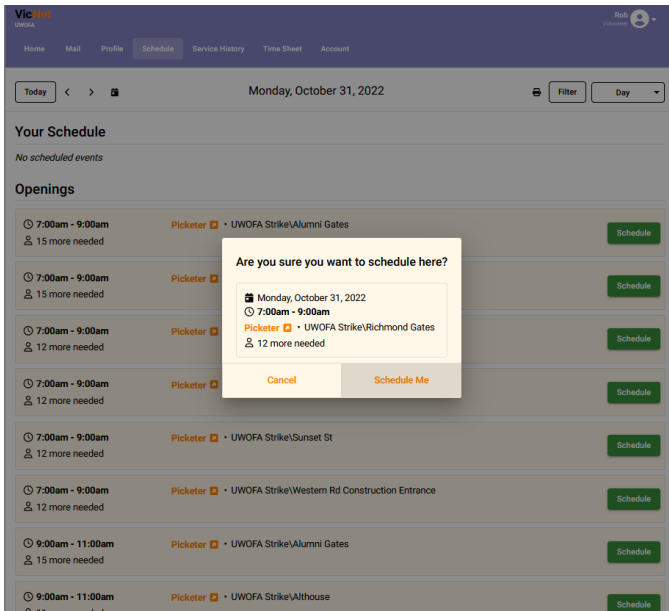 VicNet
UWOFA
Rob
Volunteer
Home Mail Profile Schedule Service History Time Sheet Account
Today Monday, October 31, 2022 Filter Day
Your Schedule
No scheduled events
Openings
7:00am - 9:00am Picketer • UWOFA Strike\Alumni Gates
15 more needed
Schedule
7:00am - 9:00am Picketer
15 more needed
Schedule
7:00am - 9:00am Picketer
12 more needed
Schedule
7:00am - 9:00am Picketer
12 more needed
Schedule
7:00am - 9:00am Picketer • UWOFA Strike\Sunset St
12 more needed
Schedule
7:00am - 9:00am Picketer • UWOFA Strike\Western Rd Construction Entrance
12 more needed
Schedule
9:00am - 11:00am Picketer • UWOFA Strike\Alumni Gates
15 more needed
Schedule
9:00am - 11:00am Picketer • UWOFA Strike\Althouse
Schedule
Are you sure you want to schedule here?
Monday, October 31, 2022
7:00am - 9:00am
Picketer • UWOFA Strike\Richmond Gates
12 more needed
Cancel Schedule Me